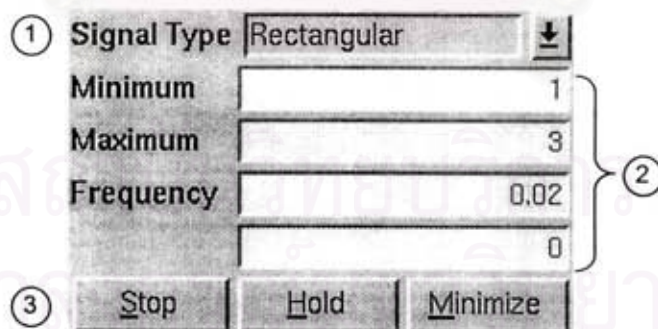 1 Signal Type Rectangular
Minimum 1
Maximum 3
Frequency 0.02
0
2
3 Stop Hold Minimize